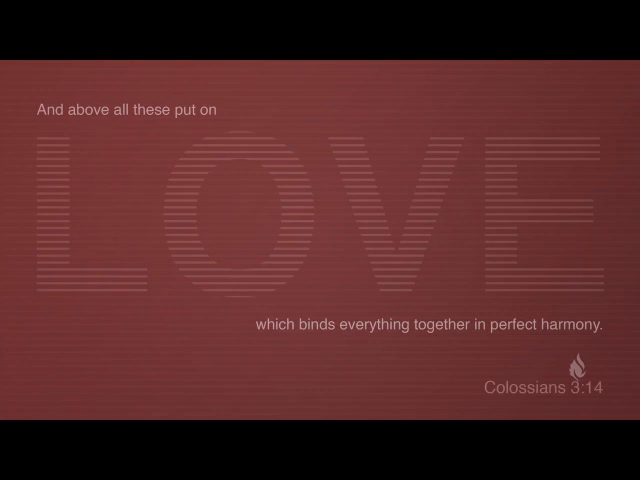 And above all these put on
LOVE
which binds everything together in perfect harmony.
Colossians 3:14